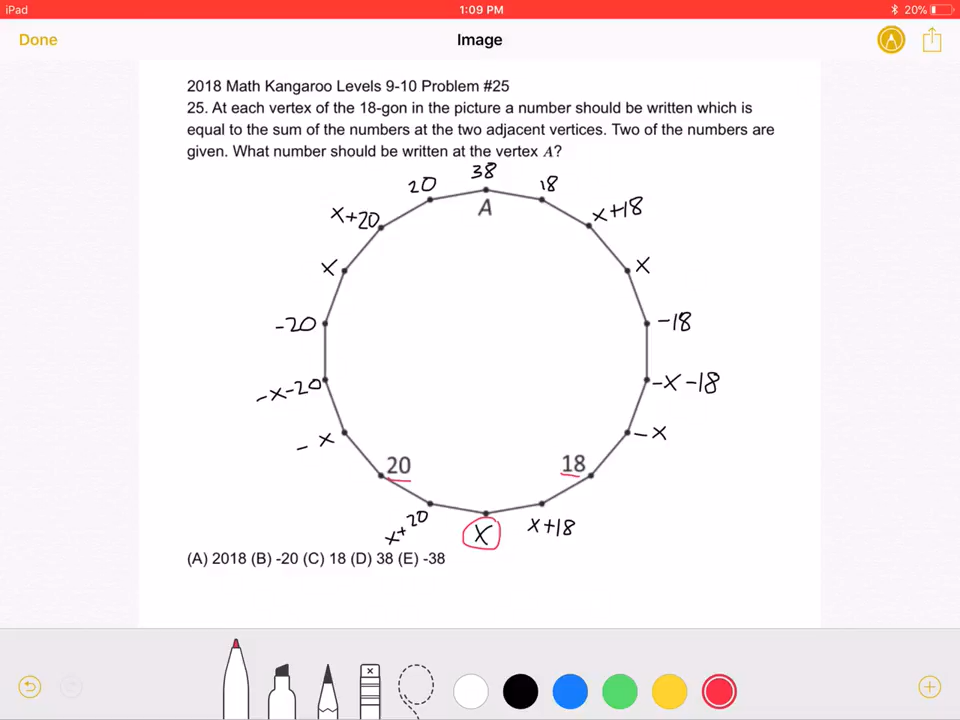 iPad
1:09 PM
20%
Done
Image
2018 Math Kangaroo Levels 9-10 Problem #25
25. At each vertex of the 18-gon in the picture a number should be written which is
equal to the sum of the numbers at the two adjacent vertices. Two of the numbers are
given. What number should be written at the vertex A?
38
20
18
A
x+20
x+18
x
x
-20
-18
-x-20
-x-18
-x
-x
20
18
x+20
x
x+18
(A) 2018 (B) -20 (C) 18 (D) 38 (E) -38